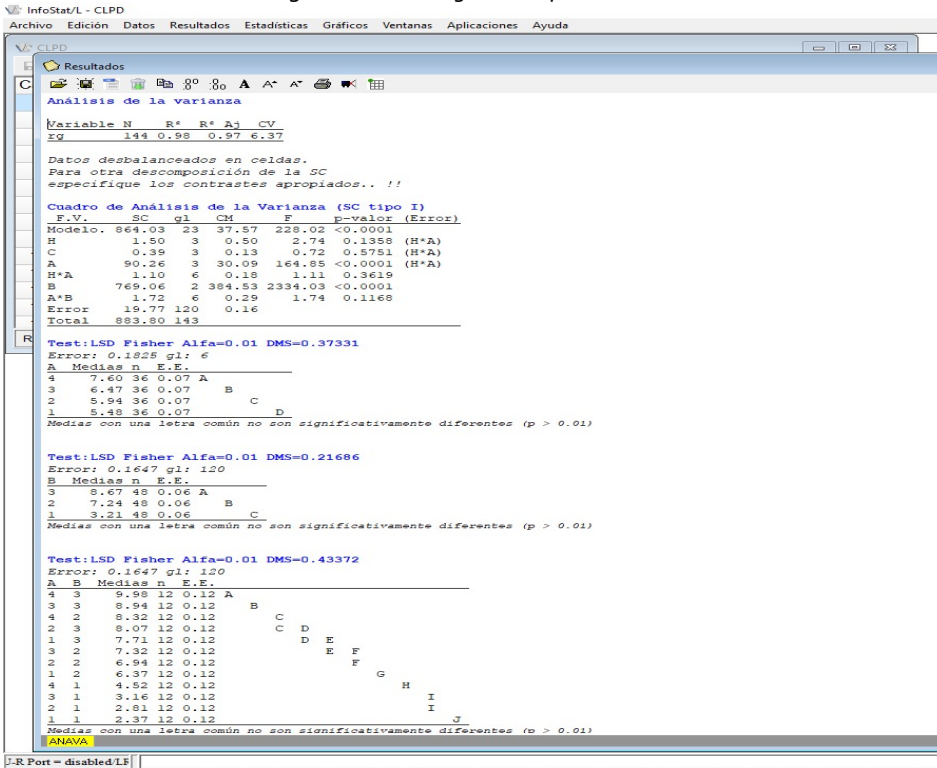 InfoStat/L - CLPD
Archivo Edición Datos Resultados Estadísticas Gráficos Ventanas Aplicaciones Ayuda
CLPD
Resultados
C
Análisis de la varianza
Variable N R² R² Aj CV
rg 144 0.98 0.97 6.37
Datos desbalanceados en celdas.
Para otra descomposición de la SC
especifique los contrastes apropiados.. !!
Cuadro de Análisis de la Varianza (SC tipo I)
F.V. SC gl CM F p-valor (Error)
Modelo. 864.03 23 37.57 228.02 <0.0001
H 1.50 3 0.50 2.74 0.1358 (H*A)
C 0.39 3 0.13 0.72 0.5751 (H*A)
A 90.26 3 30.09 164.85 <0.0001 (H*A)
H*A 1.10 6 0.18 1.11 0.3619
B 769.06 2 384.53 2334.03 <0.0001
A*B 1.72 6 0.29 1.74 0.1168
Error 19.77 120 0.16
Total 883.80 143
R
Test:LSD Fisher Alfa=0.01 DMS=0.37331
Error: 0.1825 gl: 6
A Medias n E.E.
4 7.60 36 0.07 A
3 6.47 36 0.07 B
2 5.94 36 0.07 C
1 5.48 36 0.07 D
Medias con una letra común no son significativamente diferentes (p > 0.01)
Test:LSD Fisher Alfa=0.01 DMS=0.21686
Error: 0.1647 gl: 120
B Medias n E.E.
3 8.67 48 0.06 A
2 7.24 48 0.06 B
1 3.21 48 0.06 C
Medias con una letra común no son significativamente diferentes (p > 0.01)
Test:LSD Fisher Alfa=0.01 DMS=0.43372
Error: 0.1647 gl: 120
A B Medias n E.E.
4 3 9.98 12 0.12 A
3 3 8.94 12 0.12 B
4 2 8.32 12 0.12 C
2 3 8.07 12 0.12 C D
1 3 7.71 12 0.12 D E
3 2 7.32 12 0.12 E F
2 2 6.94 12 0.12 F
1 2 6.37 12 0.12 G
4 1 4.52 12 0.12 H
3 1 3.16 12 0.12 I
2 1 2.81 12 0.12 I
1 1 2.37 12 0.12 J
Medias con una letra común no son significativamente diferentes (p > 0.01)
ANAVA
J-R Port = disabled/LF